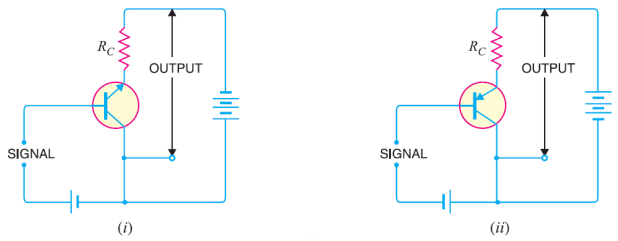 R_C
OUTPUT
SIGNAL
(i)
R_C
OUTPUT
SIGNAL
(ii)